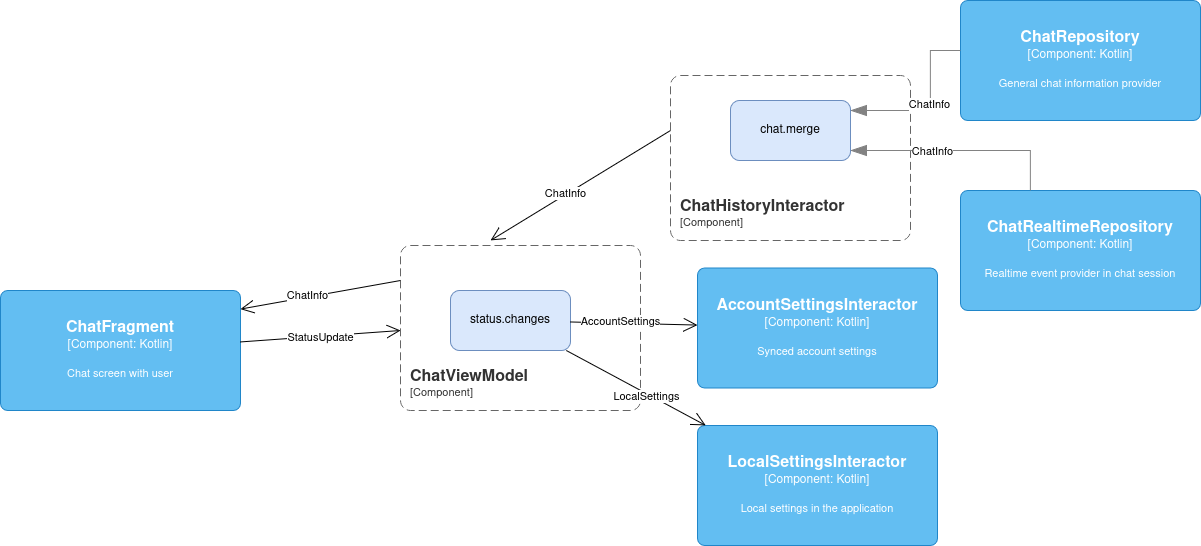 ChatRepository
[Component: Kotlin]
General chat information provider
ChatInfo
chat.merge
ChatInfo
ChatHistoryInteractor
[Component]
ChatRealtimeRepository
[Component: Kotlin]
Realtime event provider in chat session
ChatInfo
ChatInfo
StatusUpdate
ChatFragment
[Component: Kotlin]
Chat screen with user
status.changes
ChatViewModel
[Component]
AccountSettings
LocalSettings
AccountSettingsInteractor
[Component: Kotlin]
Synced account settings
LocalSettingsInteractor
[Component: Kotlin]
Local settings in the application